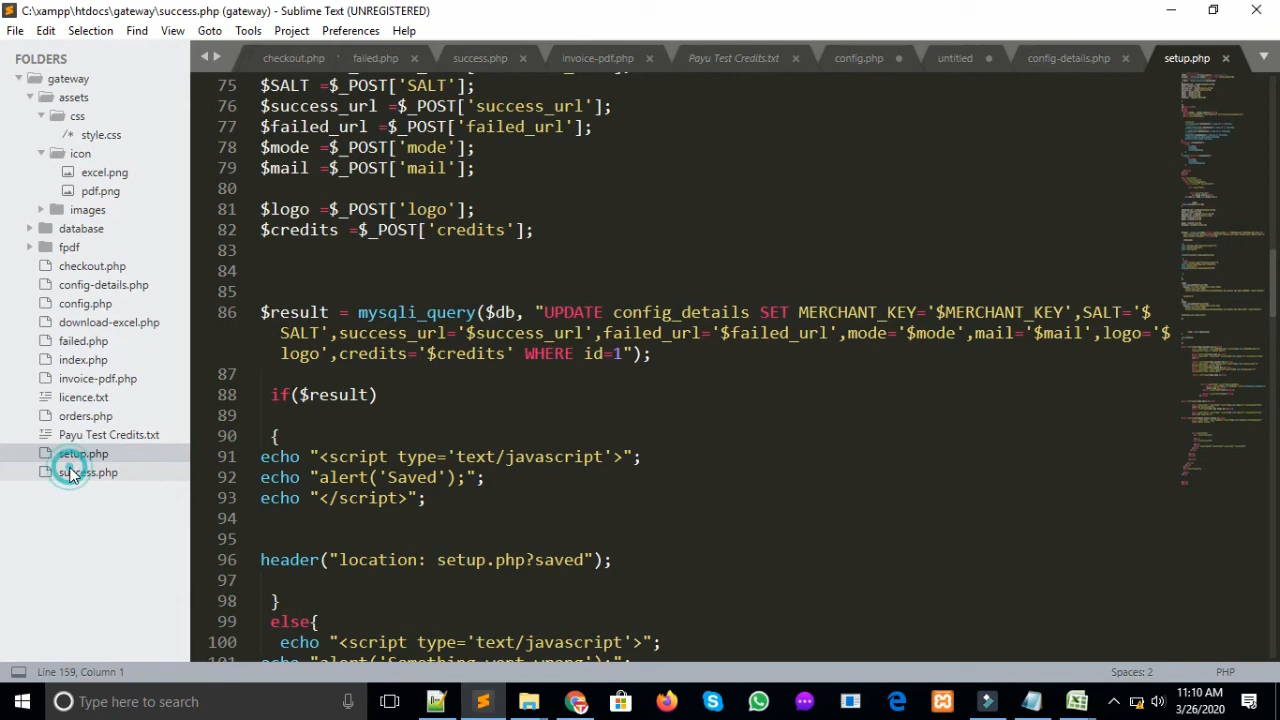 C:\xampp\htdocs\gateway\success.php (gateway) - Sublime Text (UNREGISTERED)
File Edit Selection Find View Goto Tools Project Preferences Help
FOLDERS
gateway
assets
css
/* style.css
icon
excel.png
pdf.png
images
database
fpdf
checkout.php
config-details.php
config.php
download-excel.php
failed.php
index.php
invoice-pdf.php
licence.txt
orders.php
Payu Test Credits.txt
setup.php
success.php
checkout.php failed.php success.php invoice-pdf.php Payu Test Credits.txt config.php untitled config-details.php setup.php
75 $SALT =$_POST['SALT'];
76 $success_url =$_POST['success_url'];
77 $failed_url =$_POST['failed_url'];
78 $mode =$_POST['mode'];
79 $mail =$_POST['mail'];
80
81 $logo =$_POST['logo'];
82 $credits =$_POST['credits'];
83
84
85
86 $result = mysqli_query($db, "UPDATE config_details SET MERCHANT_KEY='$MERCHANT_KEY',SALT='$
SALT',success_url='$success_url',failed_url='$failed_url',mode='$mode',mail='$mail',logo='$
logo',credits='$credits' WHERE id=1");
87
88 if($result)
89
90 {
91 echo "<script type='text/javascript'>";
92 echo "alert('Saved');";
93 echo "</script>";
94
95
96 header("location: setup.php?saved");
97
98 }
99 else{
100 echo "<script type='text/javascript'>";
101 echo "alert('Something went wrong');";
Line 159, Column 1
Spaces: 2 PHP
Type here to search
11:10 AM
3/26/2020